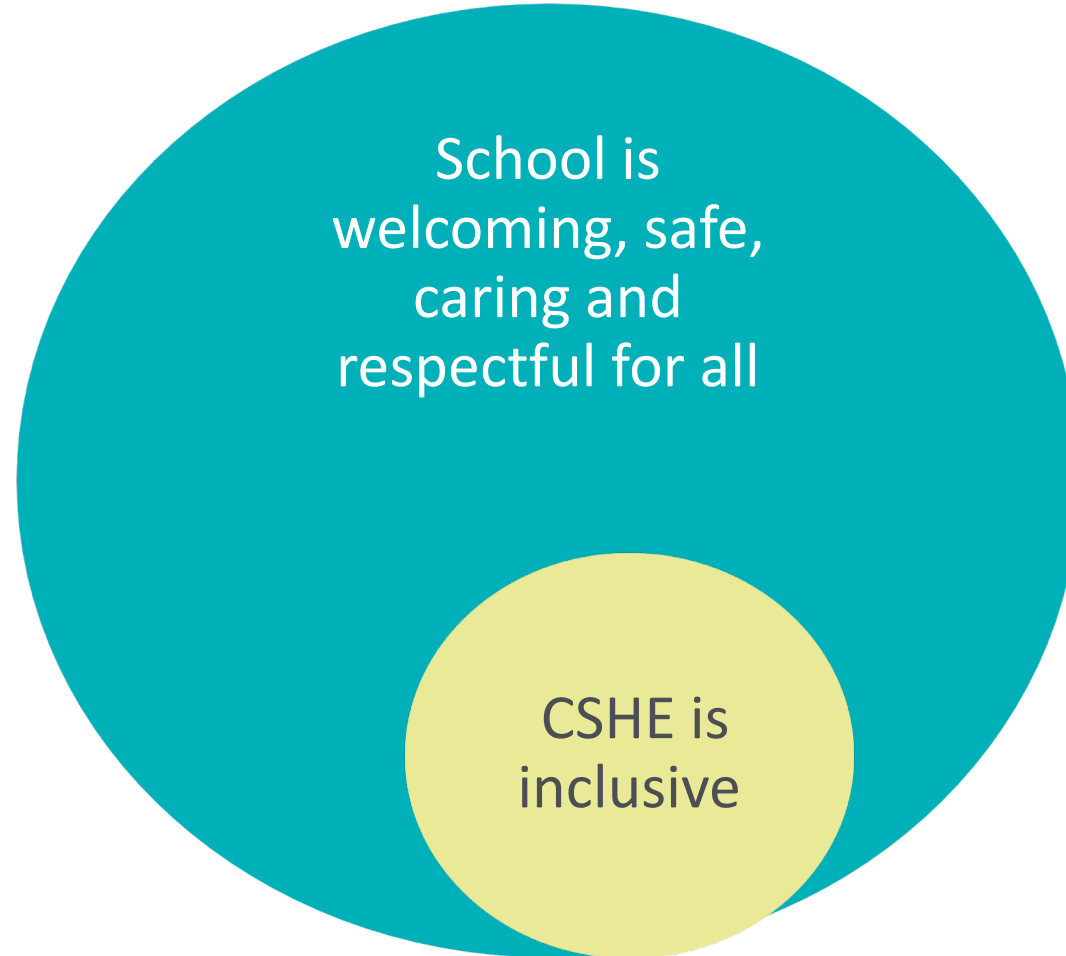 School is
welcoming, safe,
caring and
respectful for all
CSHE is
inclusive